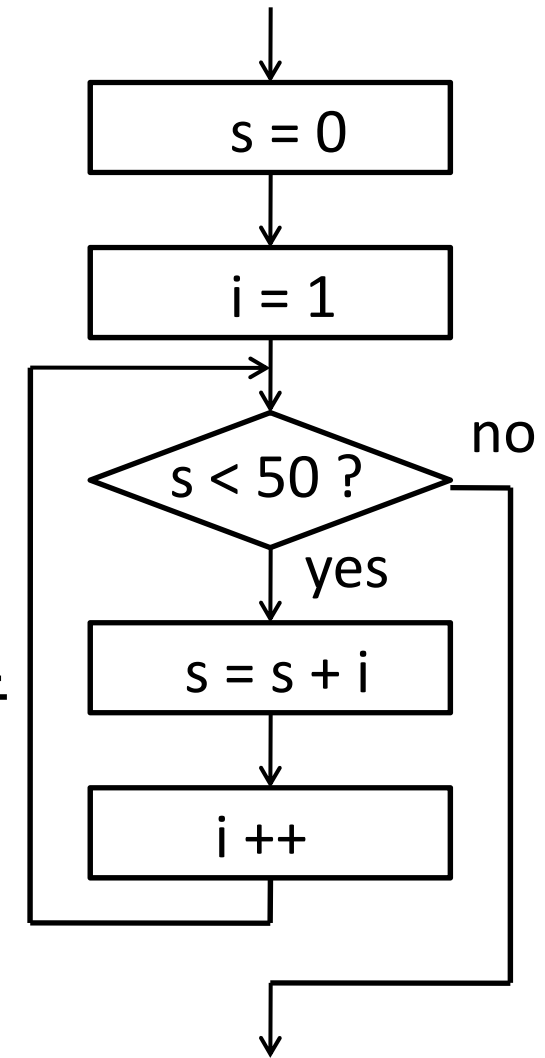 s = 0
i = 1
s < 50 ?
no
yes
s = s + i
i ++